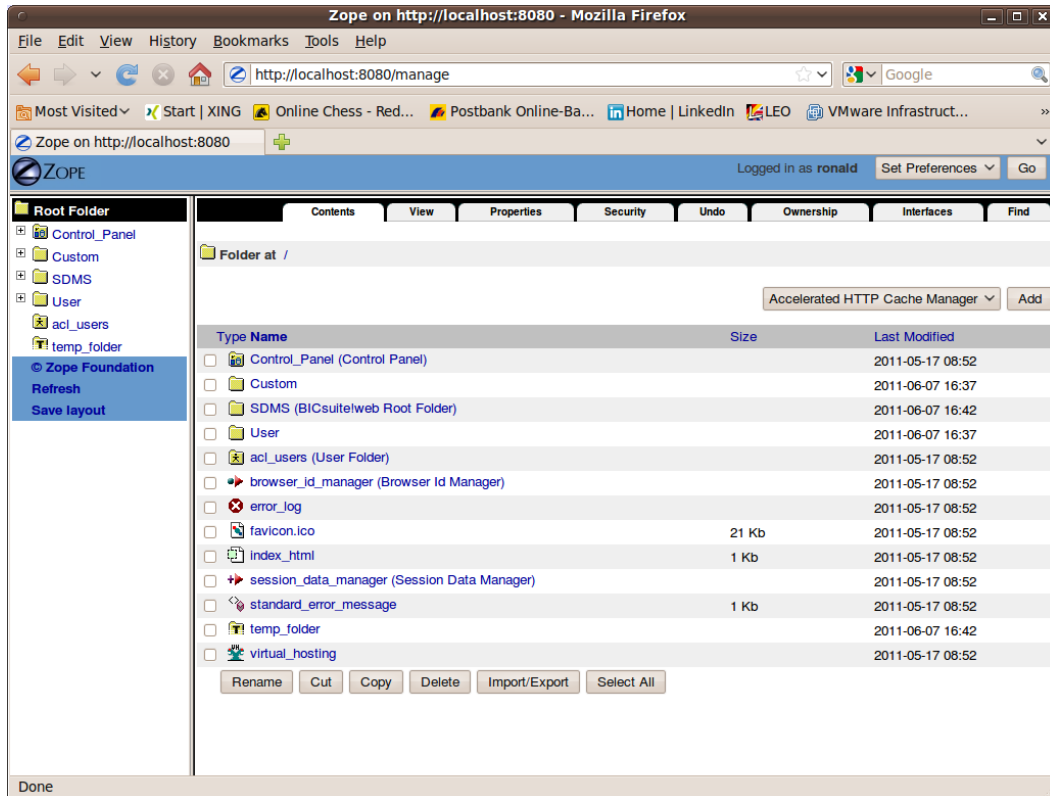 Zope on http://localhost:8080 - Mozilla Firefox
File Edit View History Bookmarks Tools Help
http://localhost:8080/manage Google
Most Visited Start | XING Online Chess - Red... Postbank Online-Ba... Home | LinkedIn LEO VMware Infrastruct... »
Zope on http://localhost:8080
ZOPE Logged in as ronald Set Preferences Go
Root Folder
Control_Panel
Custom
SDMS
User
acl_users
temp_folder
© Zope Foundation
Refresh
Save layout
Contents View Properties Security Undo Ownership Interfaces Find
Folder at /
Accelerated HTTP Cache Manager Add
Type Name Size Last Modified
Control_Panel (Control Panel) 2011-05-17 08:52
Custom 2011-06-07 16:37
SDMS (BICsuite!web Root Folder) 2011-06-07 16:42
User 2011-06-07 16:37
acl_users (User Folder) 2011-05-17 08:52
browser_id_manager (Browser Id Manager) 2011-05-17 08:52
error_log 2011-05-17 08:52
favicon.ico 21 Kb 2011-05-17 08:52
index_html 1 Kb 2011-05-17 08:52
session_data_manager (Session Data Manager) 2011-05-17 08:52
standard_error_message 1 Kb 2011-05-17 08:52
temp_folder 2011-06-07 16:42
virtual_hosting 2011-05-17 08:52
Rename Cut Copy Delete Import/Export Select All
Done